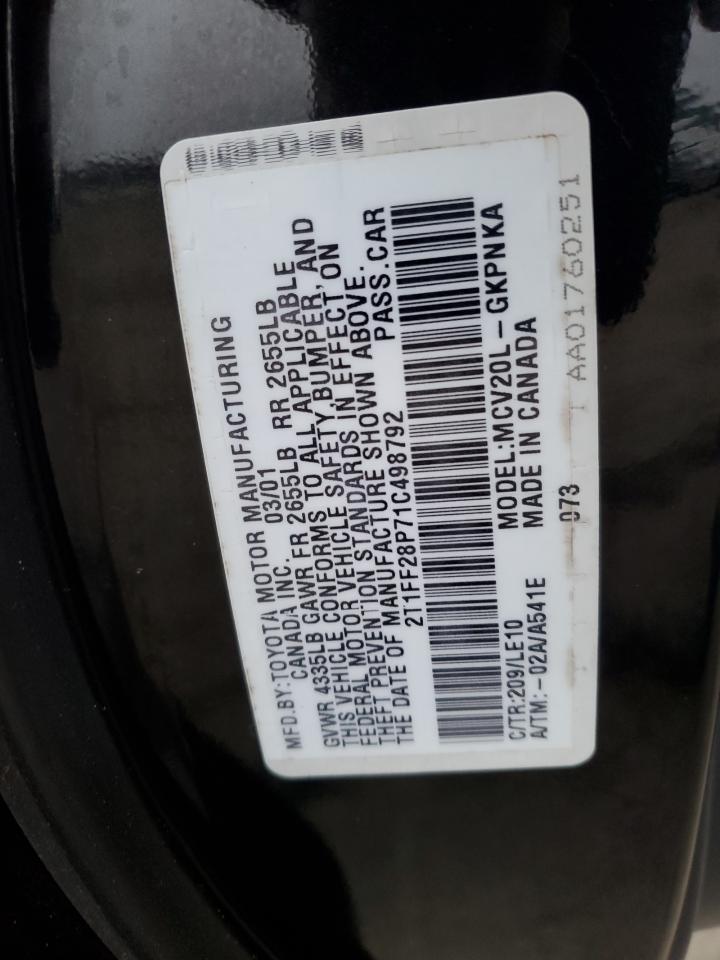 MFD.BY:TOYOTA MOTOR MANUFACTURING
CANADA INC. 03/01
GVWR 4335LB GAWR FR 2655LB RR 2655LB
THIS VEHICLE CONFORMS TO ALL APPLICABLE
FEDERAL MOTOR VEHICLE SAFETY, BUMPER, AND
THEFT PREVENTION STANDARDS IN EFFECT ON
THE DATE OF MANUFACTURE SHOWN ABOVE.
2T1FF28P71C498792 PASS.CAR
C/TR:209/LE10 MODEL:MCV20L-GKPNKA
A/TM:-02A/A541E MADE IN CANADA
073 AA01760251